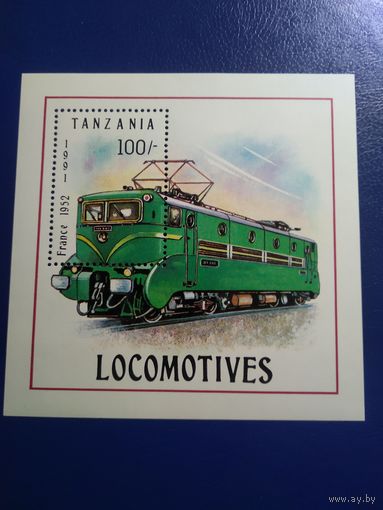 TANZANIA
100/-
1991
France 1952
LOCOMOTIVES
www.ay.by